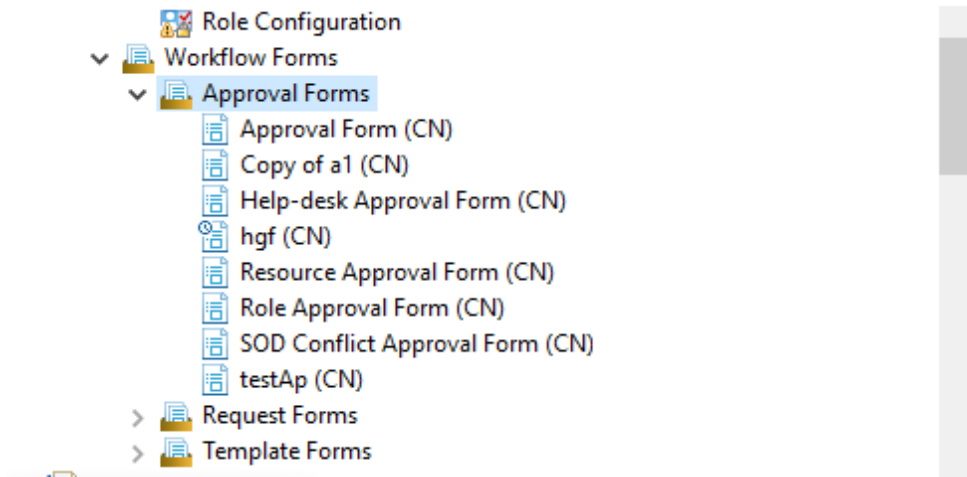 Role Configuration
Workflow Forms
Approval Forms
Approval Form (CN)
Copy of a1 (CN)
Help-desk Approval Form (CN)
hgf (CN)
Resource Approval Form (CN)
Role Approval Form (CN)
SOD Conflict Approval Form (CN)
testAp (CN)
Request Forms
Template Forms